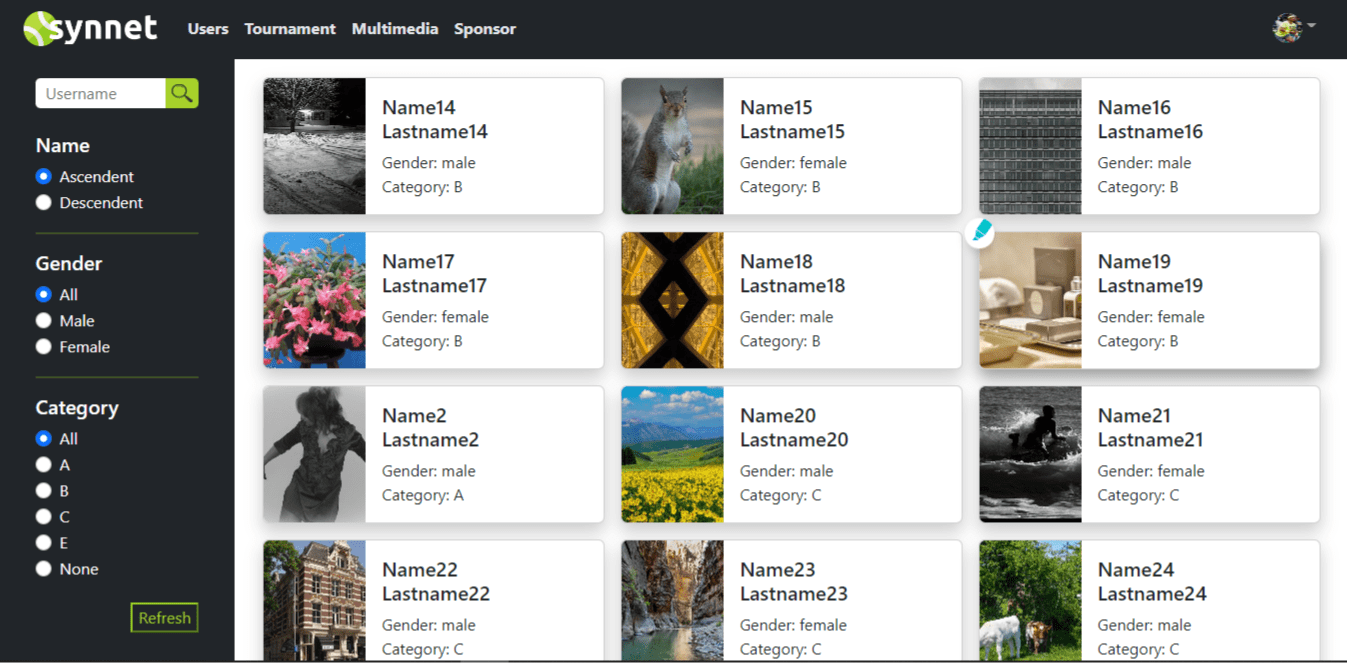 synnet
Users Tournament Multimedia Sponsor
Username
Name
Ascendent
Descendent
Gender
All
Male
Female
Category
All
A
B
C
E
None
Refresh
Name14
Lastname14
Gender: male
Category: B
Name15
Lastname15
Gender: female
Category: B
Name16
Lastname16
Gender: male
Category: B
Name17
Lastname17
Gender: female
Category: B
Name18
Lastname18
Gender: male
Category: B
Name19
Lastname19
Gender: female
Category: B
Name2
Lastname2
Gender: male
Category: A
Name20
Lastname20
Gender: male
Category: C
Name21
Lastname21
Gender: female
Category: C
Name22
Lastname22
Gender: male
Category: C
Name23
Lastname23
Gender: female
Category: C
Name24
Lastname24
Gender: male
Category: C